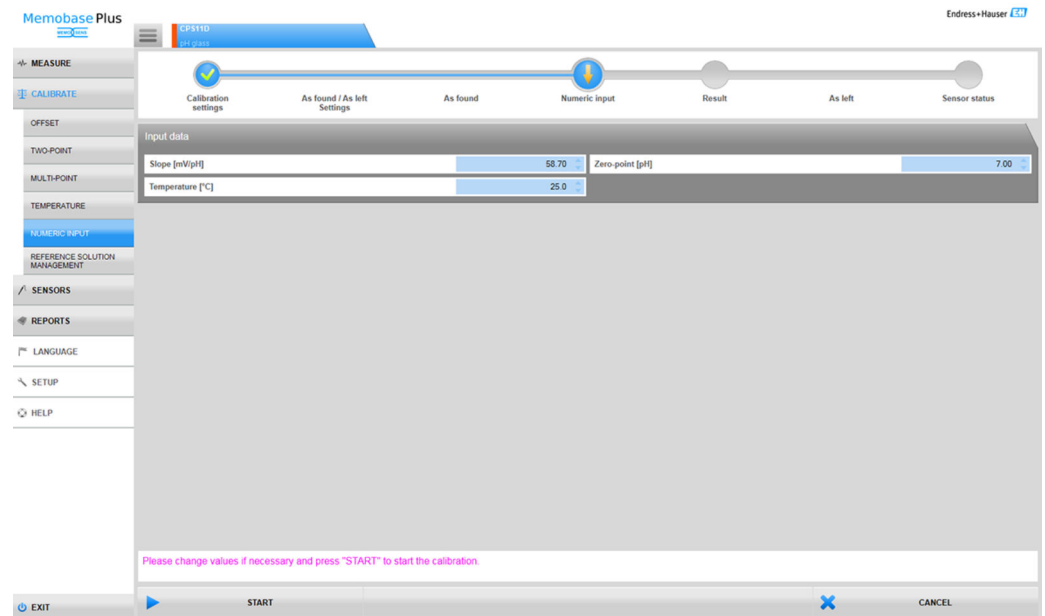 Memobase Plus
MEMO SENS
Endress+Hauser EH
CPS11D
pH glass
MEASURE
CALIBRATE
OFFSET
TWO-POINT
MULTI-POINT
TEMPERATURE
NUMERIC INPUT
REFERENCE SOLUTION
MANAGEMENT
SENSORS
REPORTS
LANGUAGE
SETUP
HELP
EXIT
Calibration
settings
As found / As left
Settings
As found
Numeric input
Result
As left
Sensor status
Input data
Slope [mV/pH] 58.70 Zero-point [pH] 7.00
Temperature [°C] 25.0
Please change values if necessary and press "START" to start the calibration.
START CANCEL